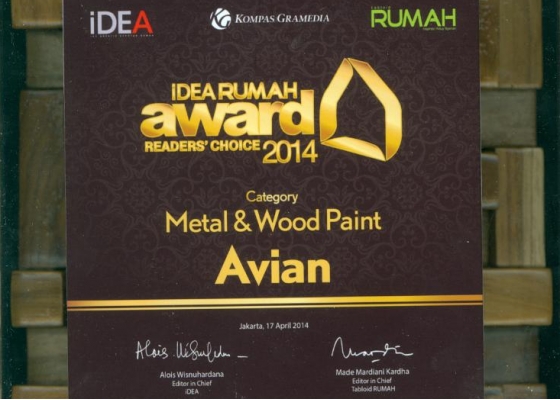 iDEA
KOMPAS GRAMEDIA
RUMAH
IDEA RUMAH
award
READERS' CHOICE 2014
Category
Metal & Wood Paint
Avian
Jakarta, 17 April 2014
Alois Wisnuhardana
Editor in Chief
iDEA
Made Mardiani Kardha
Editor in Chief
Tabloid RUMAH